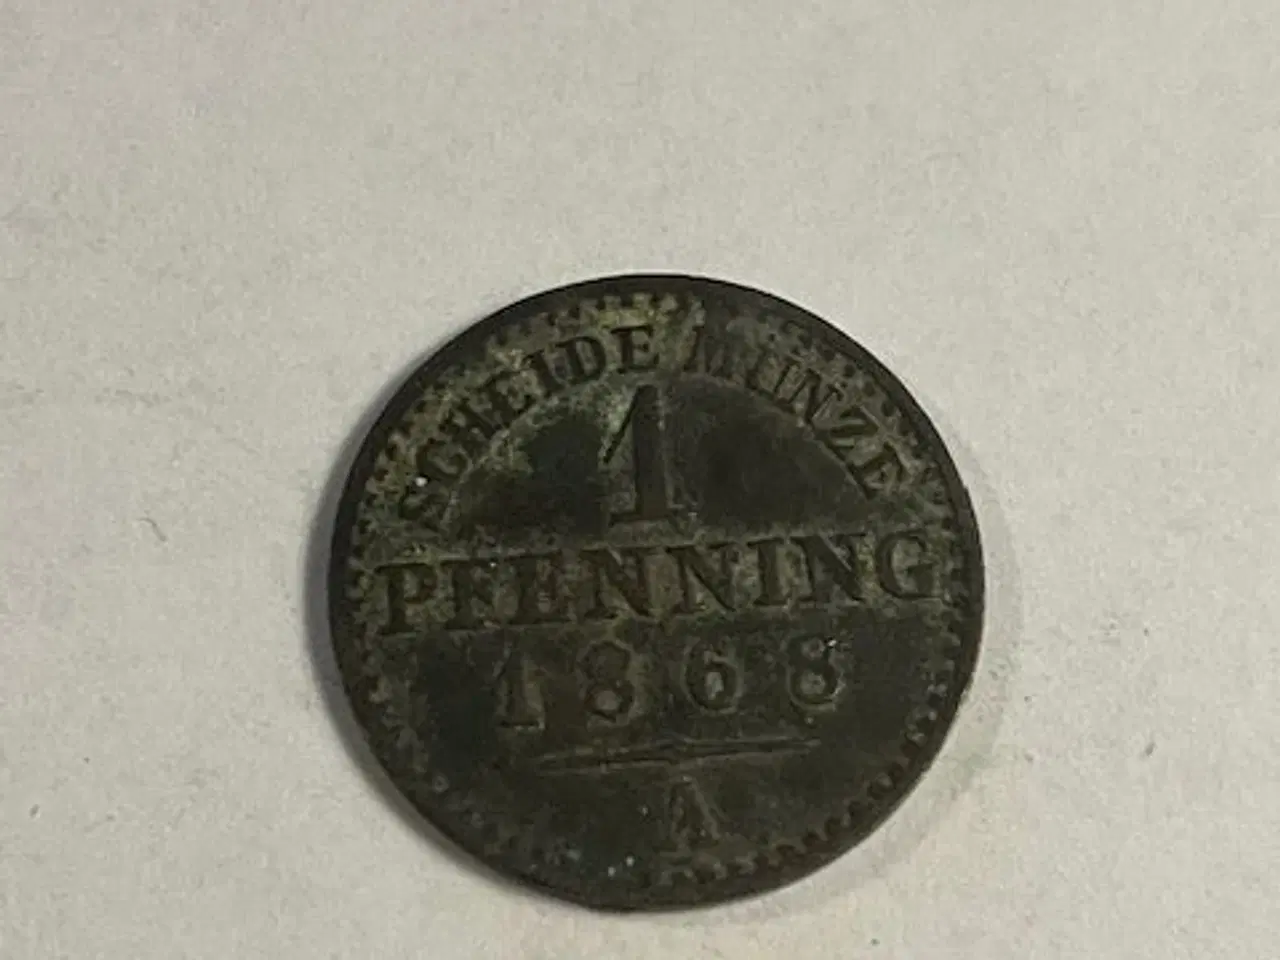 SCHEIDE MÜNZE
1
PFENNING
1868
A